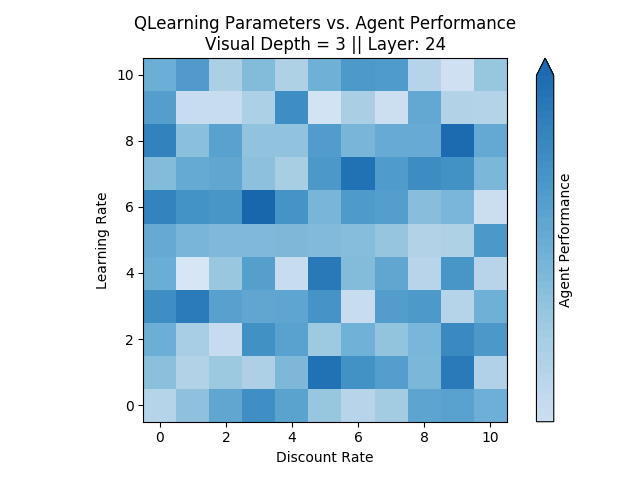 QLearning Parameters vs. Agent Performance
Visual Depth = 3 || Layer: 24
10
8
6
4
2
0
Learning Rate
0 2 4 6 8 10
Discount Rate
Agent Performance